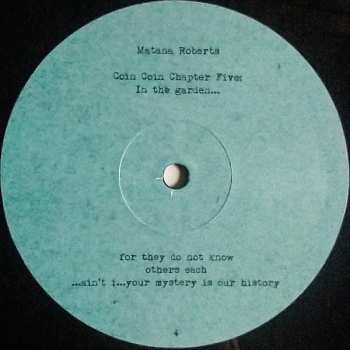 Matana Roberts
Coin Coin Chapter Five:
In the garden...
for they do not know
others each
...ain't i...your mystery is our history
4